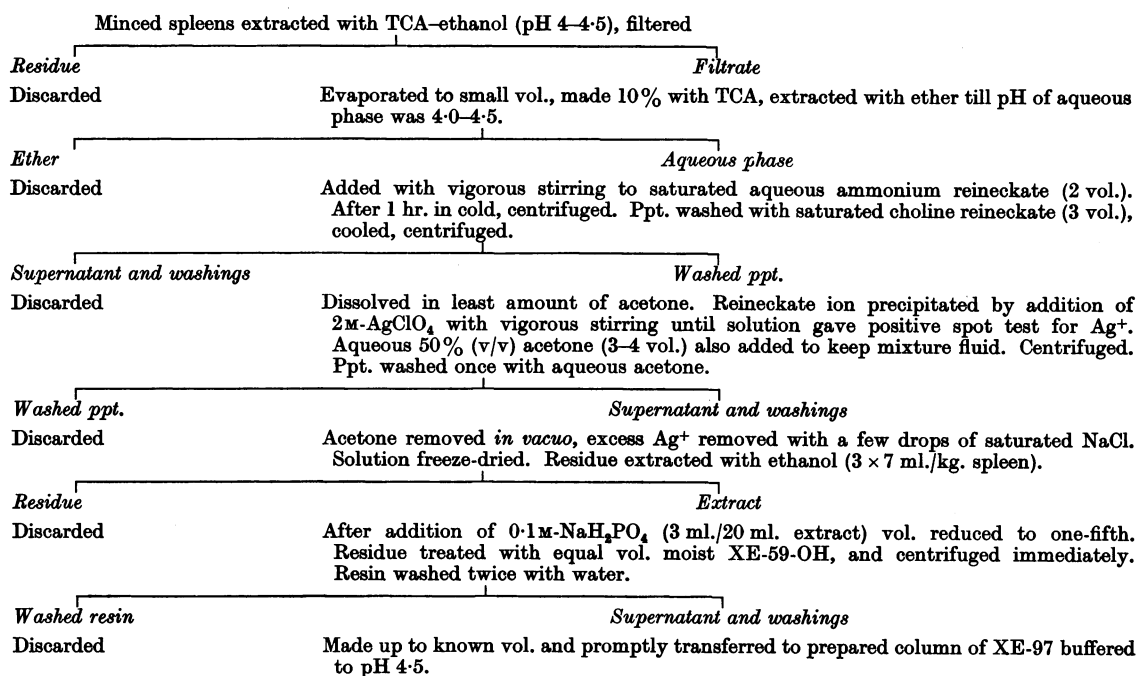 Minced spleens extracted with TCA–ethanol (pH 4–4·5), filtered
Residue Filtrate
Discarded Evaporated to small vol., made 10% with TCA, extracted with ether till pH of aqueous
phase was 4·0–4·5.
Ether Aqueous phase
Discarded Added with vigorous stirring to saturated aqueous ammonium reineckate (2 vol.).
After 1 hr. in cold, centrifuged. Ppt. washed with saturated choline reineckate (3 vol.),
cooled, centrifuged.
Supernatant and washings Washed ppt.
Discarded Dissolved in least amount of acetone. Reineckate ion precipitated by addition of
2M-AgClO₄ with vigorous stirring until solution gave positive spot test for Ag⁺.
Aqueous 50% (v/v) acetone (3–4 vol.) also added to keep mixture fluid. Centrifuged.
Ppt. washed once with aqueous acetone.
Washed ppt. Supernatant and washings
Discarded Acetone removed in vacuo, excess Ag⁺ removed with a few drops of saturated NaCl.
Solution freeze-dried. Residue extracted with ethanol (3 × 7 ml./kg. spleen).
Residue Extract
Discarded After addition of 0·1M-NaH₂PO₄ (3 ml./20 ml. extract) vol. reduced to one-fifth.
Residue treated with equal vol. moist XE-59-OH, and centrifuged immediately.
Resin washed twice with water.
Washed resin Supernatant and washings
Discarded Made up to known vol. and promptly transferred to prepared column of XE-97 buffered
to pH 4·5.